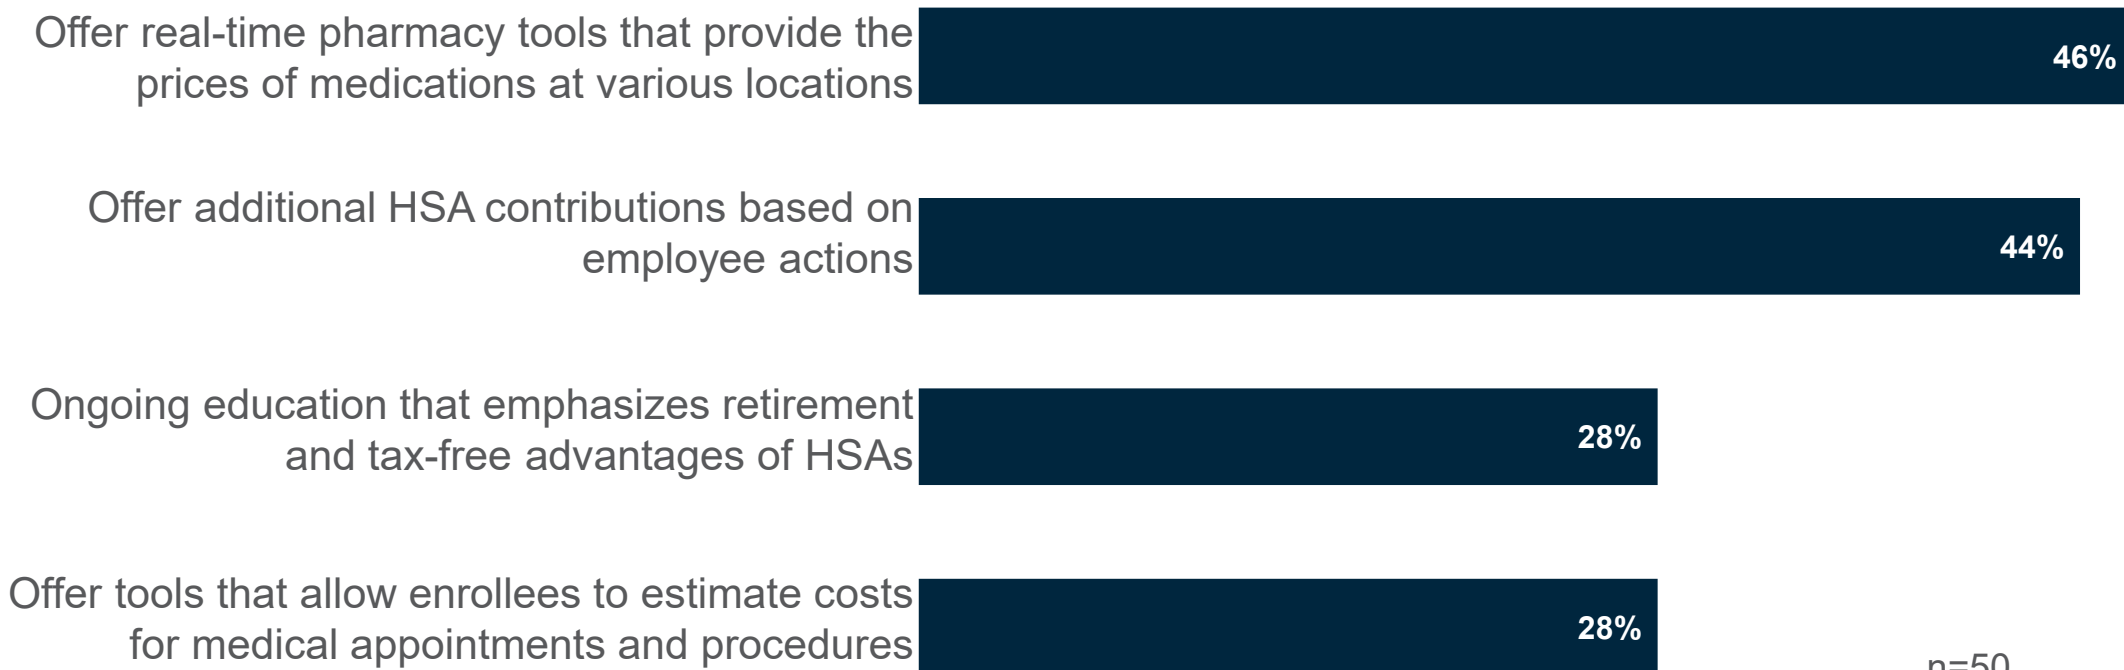 Offer real-time pharmacy tools that provide the
prices of medications at various locations
46%
Offer additional HSA contributions based on
employee actions
44%
Ongoing education that emphasizes retirement
and tax-free advantages of HSAs
28%
Offer tools that allow enrollees to estimate costs
for medical appointments and procedures
28%
n=50